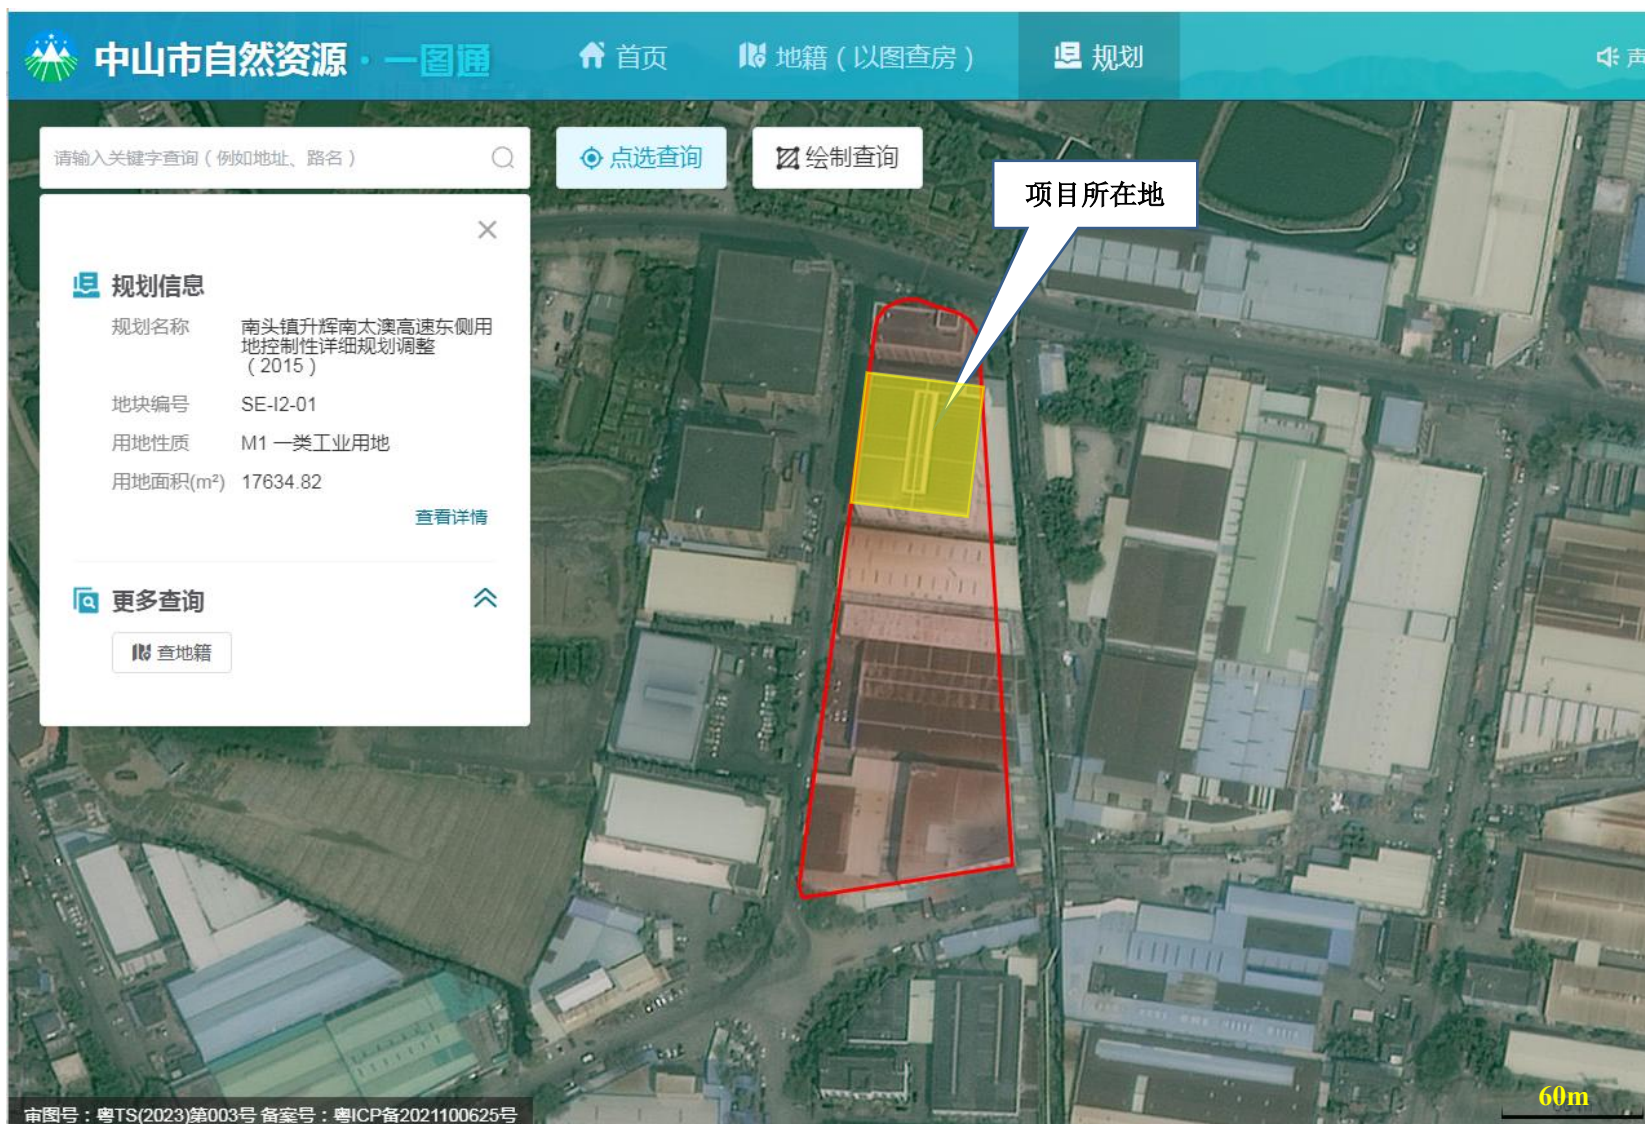 中山市自然资源·一图通
首页
地籍（以图查房）
规划
声
请输入关键字查询（例如地址、路名）
点选查询
绘制查询
项目所在地
规划信息
规划名称
南头镇升辉南太澳高速东侧用
地控制性详细规划调整
（2015）
地块编号 SE-I2-01
用地性质 M1 一类工业用地
用地面积(m²) 17634.82
查看详情
更多查询
查地籍
60m
审图号：粤TS(2023)第003号 备案号：粤ICP备2021100625号